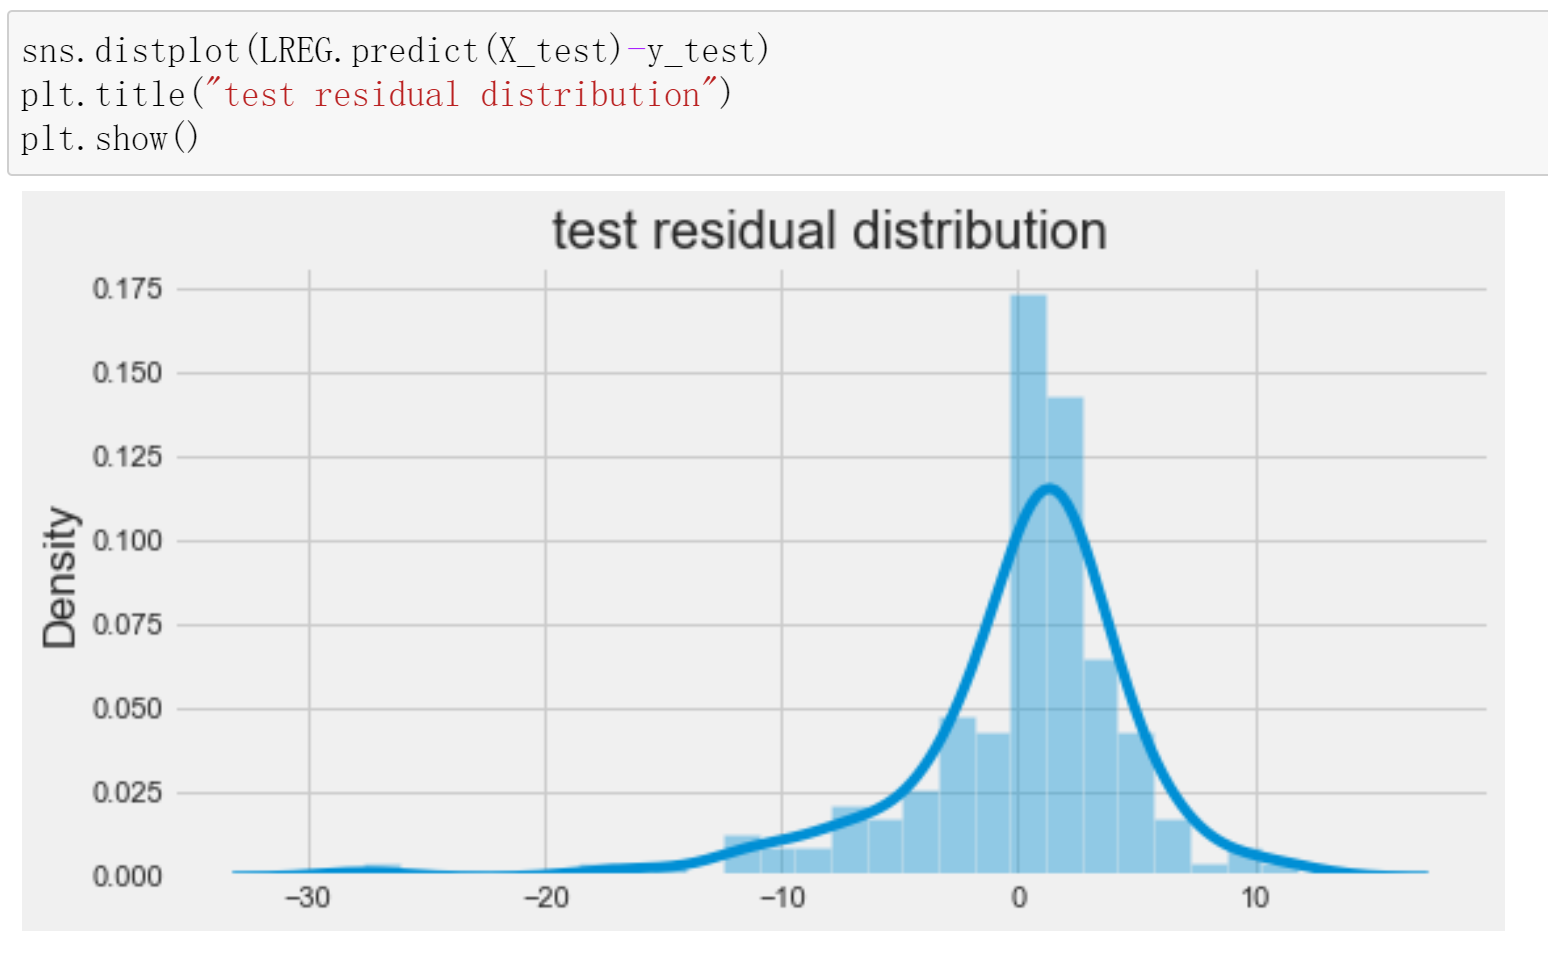 sns.distplot(LREG.predict(X_test)-y_test)
plt.title("test residual distribution")
plt.show()
test residual distribution
0.175
0.150
0.125
0.100
0.075
0.050
0.025
0.000
Density
−30 −20 −10 0 10